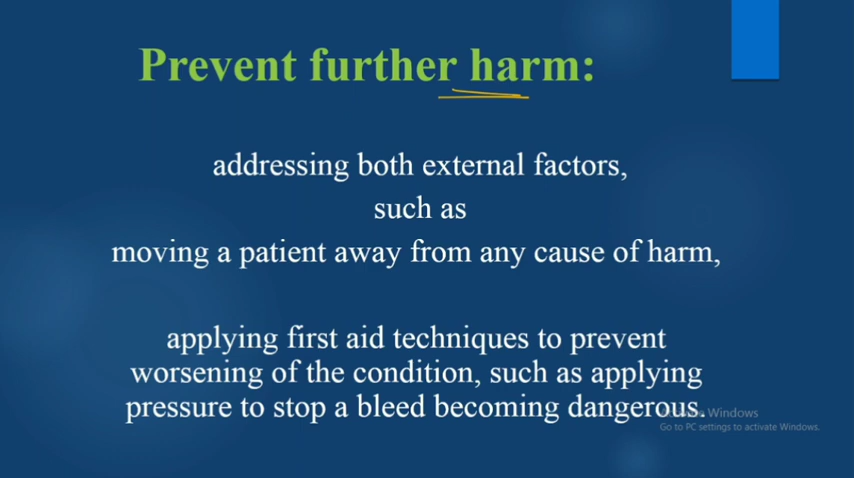 Prevent further harm:
addressing both external factors,
such as
moving a patient away from any cause of harm,
applying first aid techniques to prevent
worsening of the condition, such as applying
pressure to stop a bleed becoming dangerous.
Activate Windows
Go to PC settings to activate Windows.